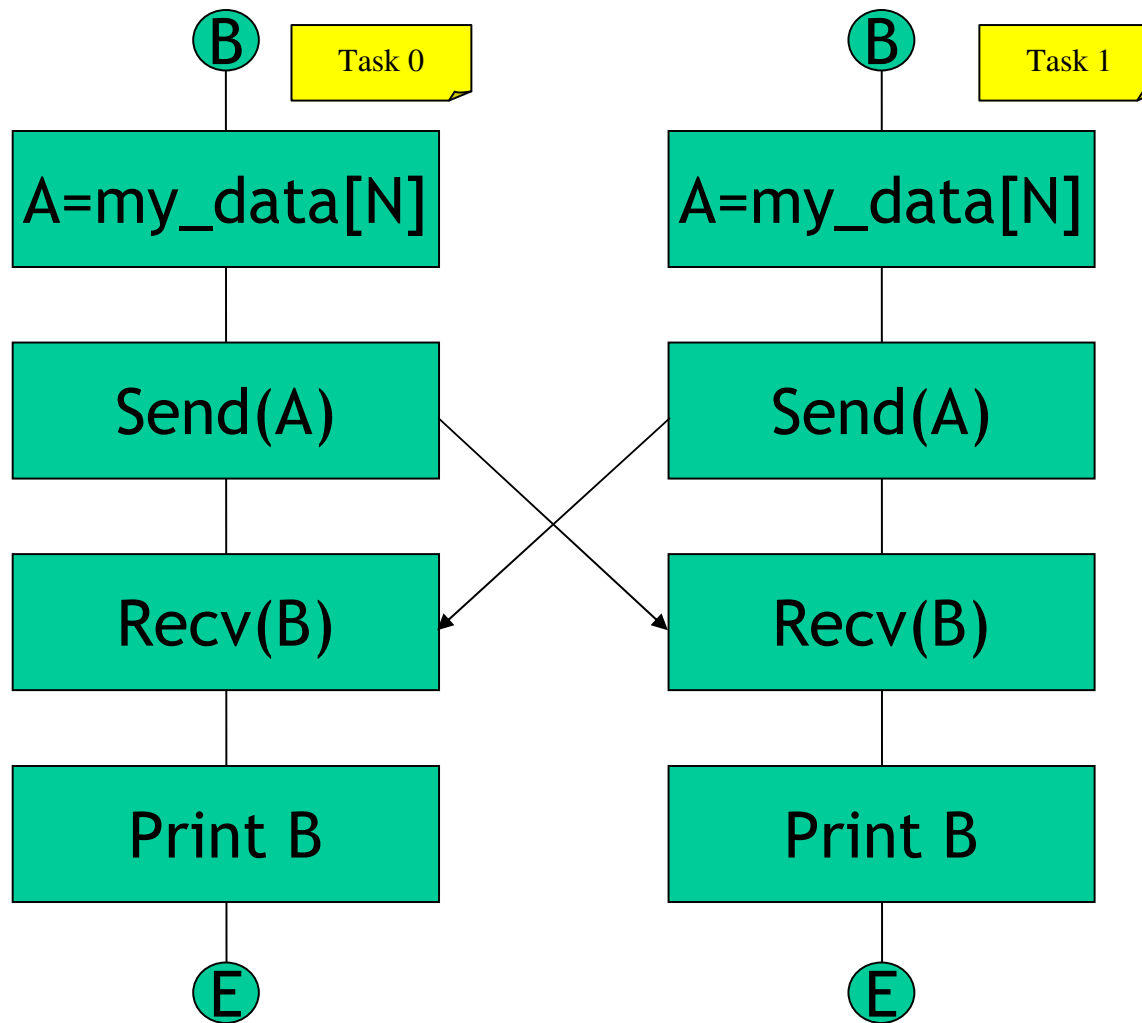 B
Task 0
A=my_data[N]
Send(A)
Recv(B)
Print B
E
B
Task 1
A=my_data[N]
Send(A)
Recv(B)
Print B
E